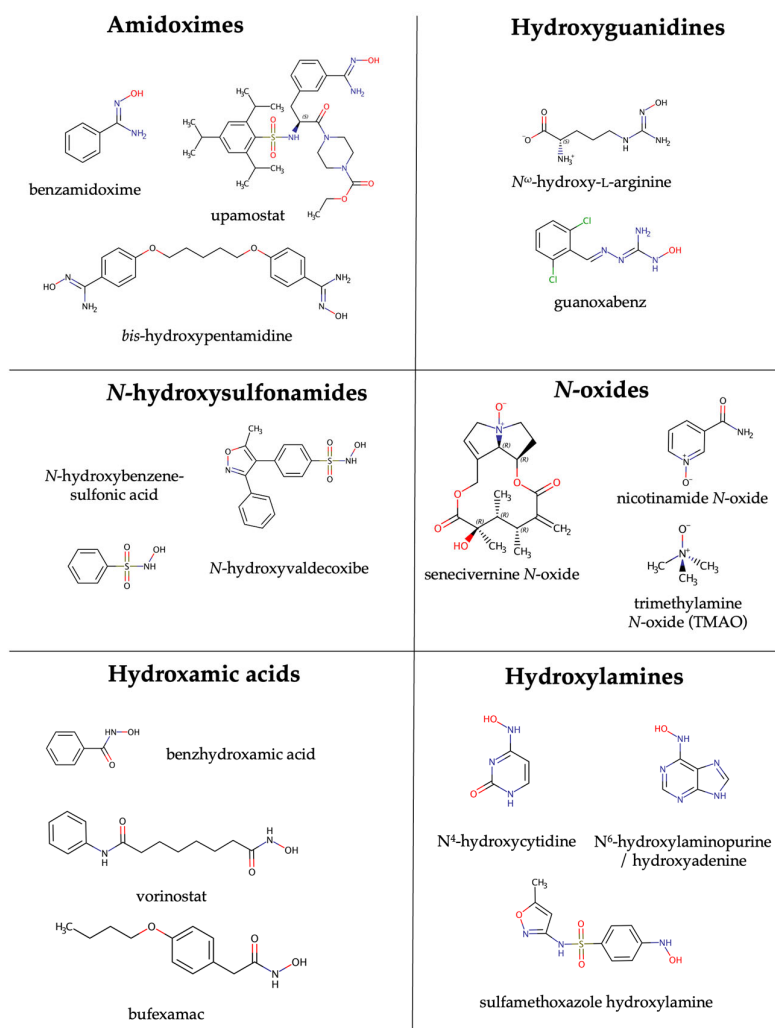 Amidoximes
Hydroxyguanidines
benzamidoxime
upamostat
bis-hydroxypentamidine
Nω-hydroxy-L-arginine
guanoxabenz
N-hydroxysulfonamides
N-oxides
N-hydroxybenzene-
sulfonic acid
N-hydroxyvaldecoxibe
senecivernine N-oxide
nicotinamide N-oxide
trimethylamine
N-oxide (TMAO)
Hydroxamic acids
Hydroxylamines
benzhydroxamic acid
vorinostat
bufexamac
N⁴-hydroxycytidine
N⁶-hydroxylaminopurine
/ hydroxyadenine
sulfamethoxazole hydroxylamine